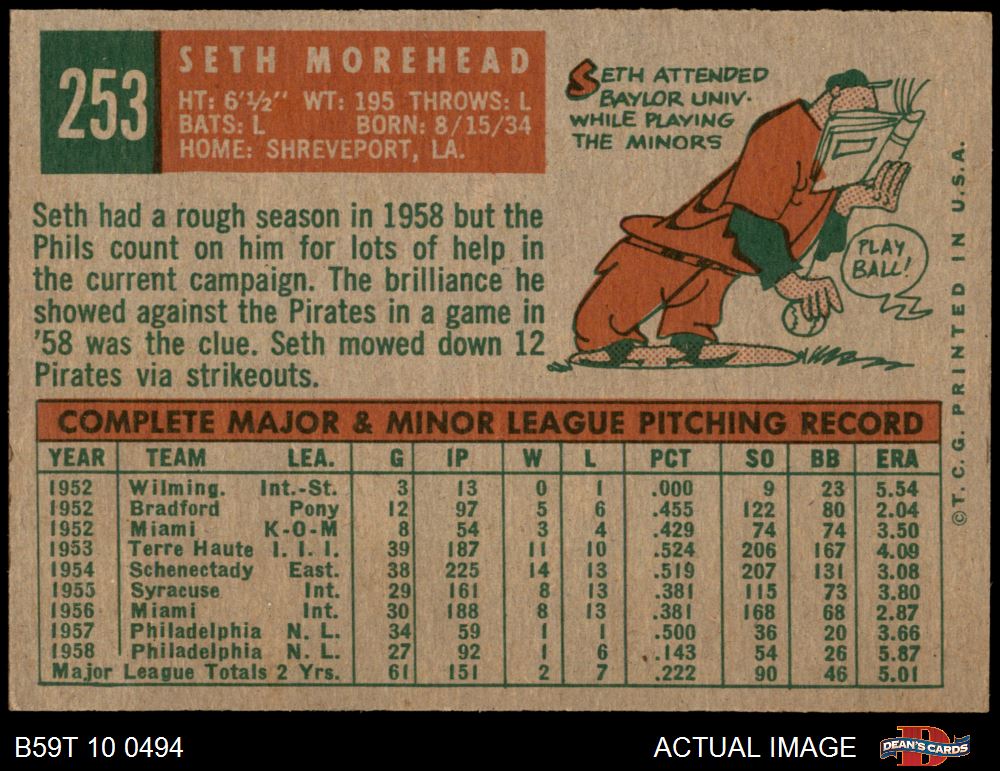 253
SETH MOREHEAD
HT: 6'½" WT: 195 THROWS: L
BATS: L BORN: 8/15/34
HOME: SHREVEPORT, LA.
SETH ATTENDED
BAYLOR UNIV.
WHILE PLAYING
THE MINORS
PLAY
BALL!
Seth had a rough season in 1958 but the
Phils count on him for lots of help in
the current campaign. The brilliance he
showed against the Pirates in a game in
'58 was the clue. Seth mowed down 12
Pirates via strikeouts.
COMPLETE MAJOR & MINOR LEAGUE PITCHING RECORD
YEAR TEAM LEA. G IP W L PCT SO BB ERA
1952 Wilming. Int.-St. 3 13 0 1 .000 9 23 5.54
1952 Bradford Pony 12 97 5 6 .455 122 80 2.04
1952 Miami K-O-M 8 54 3 4 .429 74 74 3.50
1953 Terre Haute I. I. I. 39 187 11 10 .524 206 167 4.09
1954 Schenectady East. 38 225 14 13 .519 207 131 3.08
1955 Syracuse Int. 29 161 8 13 .381 115 73 3.80
1956 Miami Int. 30 188 8 13 .381 168 68 2.87
1957 Philadelphia N. L. 34 59 1 1 .500 36 20 3.66
1958 Philadelphia N. L. 27 92 1 6 .143 54 26 5.87
Major League Totals 2 Yrs. 61 151 2 7 .222 90 46 5.01
© T. C. G. PRINTED IN U.S.A.
B59T 10 0494
ACTUAL IMAGE
DEAN'S CARDS